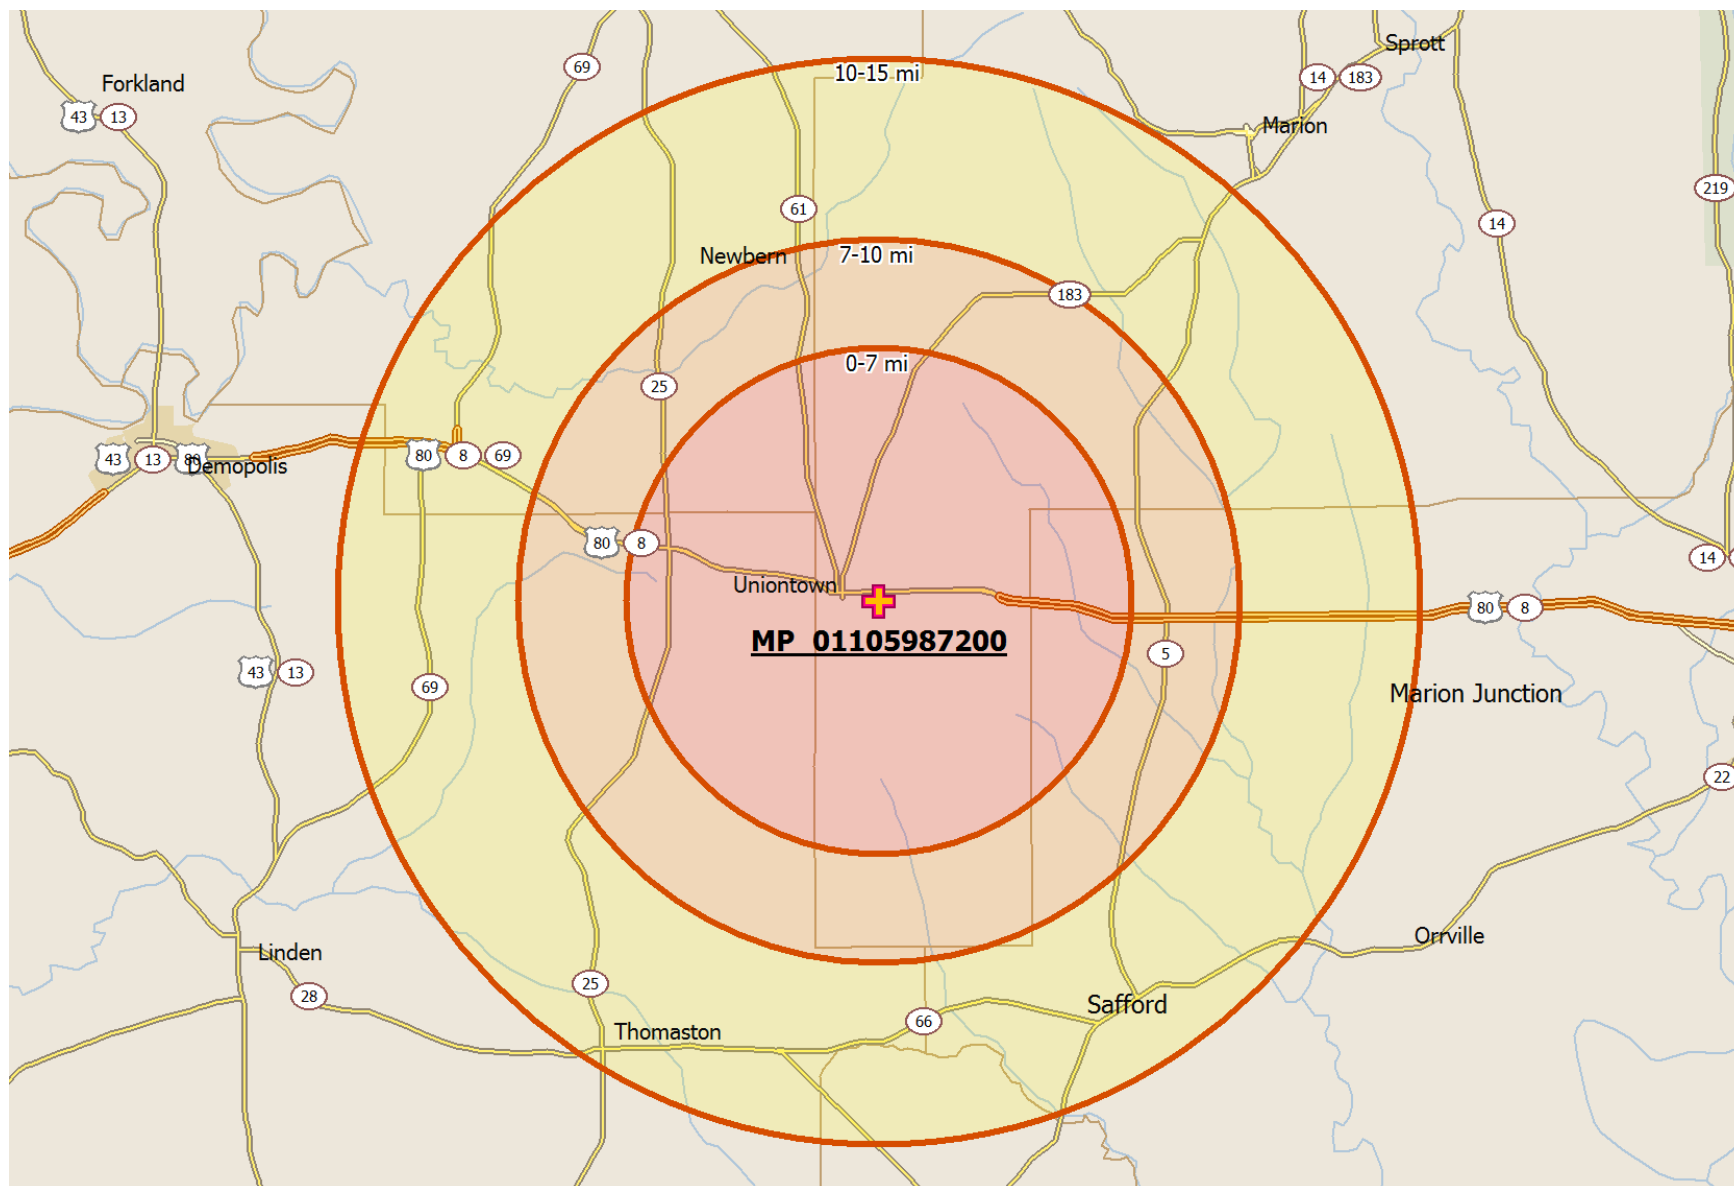 Sprott
69
10-15 mi
14 183
Forkland
43 13
Marion
219
61
14
Newbern
7-10 mi
183
0-7 mi
25
80 8 69
43 13 80
Demopolis
80 8
14
Uniontown
80 8
MP_01105987200
5
43 13
69
Marion Junction
22
Orrville
Linden
25
28
Safford
66
Thomaston